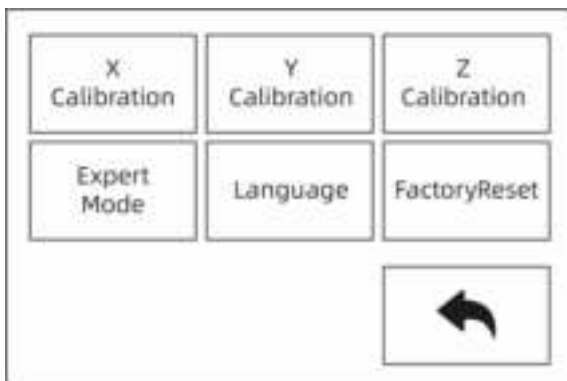 X
Calibration
Y
Calibration
Z
Calibration
Expert
Mode
Language
FactoryReset